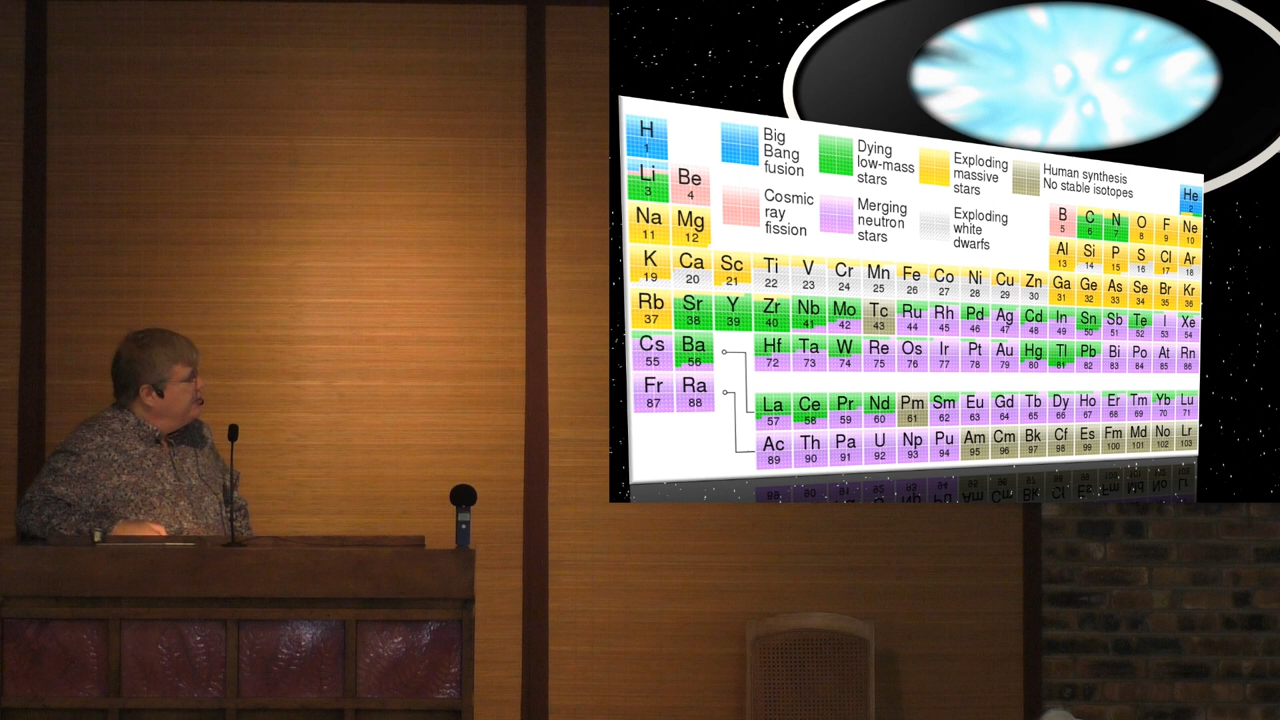 H
1
Big
Bang
fusion
Dying
low-mass
stars
Exploding
massive
stars
Human synthesis
No stable isotopes
Li
3
Be
4
Cosmic
ray
fission
Merging
neutron
stars
Exploding
white
dwarfs
He
2
B C N O F Ne
5 6 7 8 9 10
Na Mg
11 12
Al Si P S Cl Ar
13 14 15 16 17 18
K Ca Sc Ti V Cr Mn Fe Co Ni Cu Zn Ga Ge As Se Br Kr
19 20 21 22 23 24 25 26 27 28 29 30 31 32 33 34 35 36
Rb Sr Y Zr Nb Mo Tc Ru Rh Pd Ag Cd In Sn Sb Te I Xe
37 38 39 40 41 42 43 44 45 46 47 48 49 50 51 52 53 54
Cs Ba Hf Ta W Re Os Ir Pt Au Hg Tl Pb Bi Po At Rn
55 56 72 73 74 75 76 77 78 79 80 81 82 83 84 85 86
Fr Ra
87 88
La Ce Pr Nd Pm Sm Eu Gd Tb Dy Ho Er Tm Yb Lu
57 58 59 60 61 62 63 64 65 66 67 68 69 70 71
Ac Th Pa U Np Pu Am Cm Bk Cf Es Fm Md No Lr
89 90 91 92 93 94 95 96 97 98 99 100 101 102 103